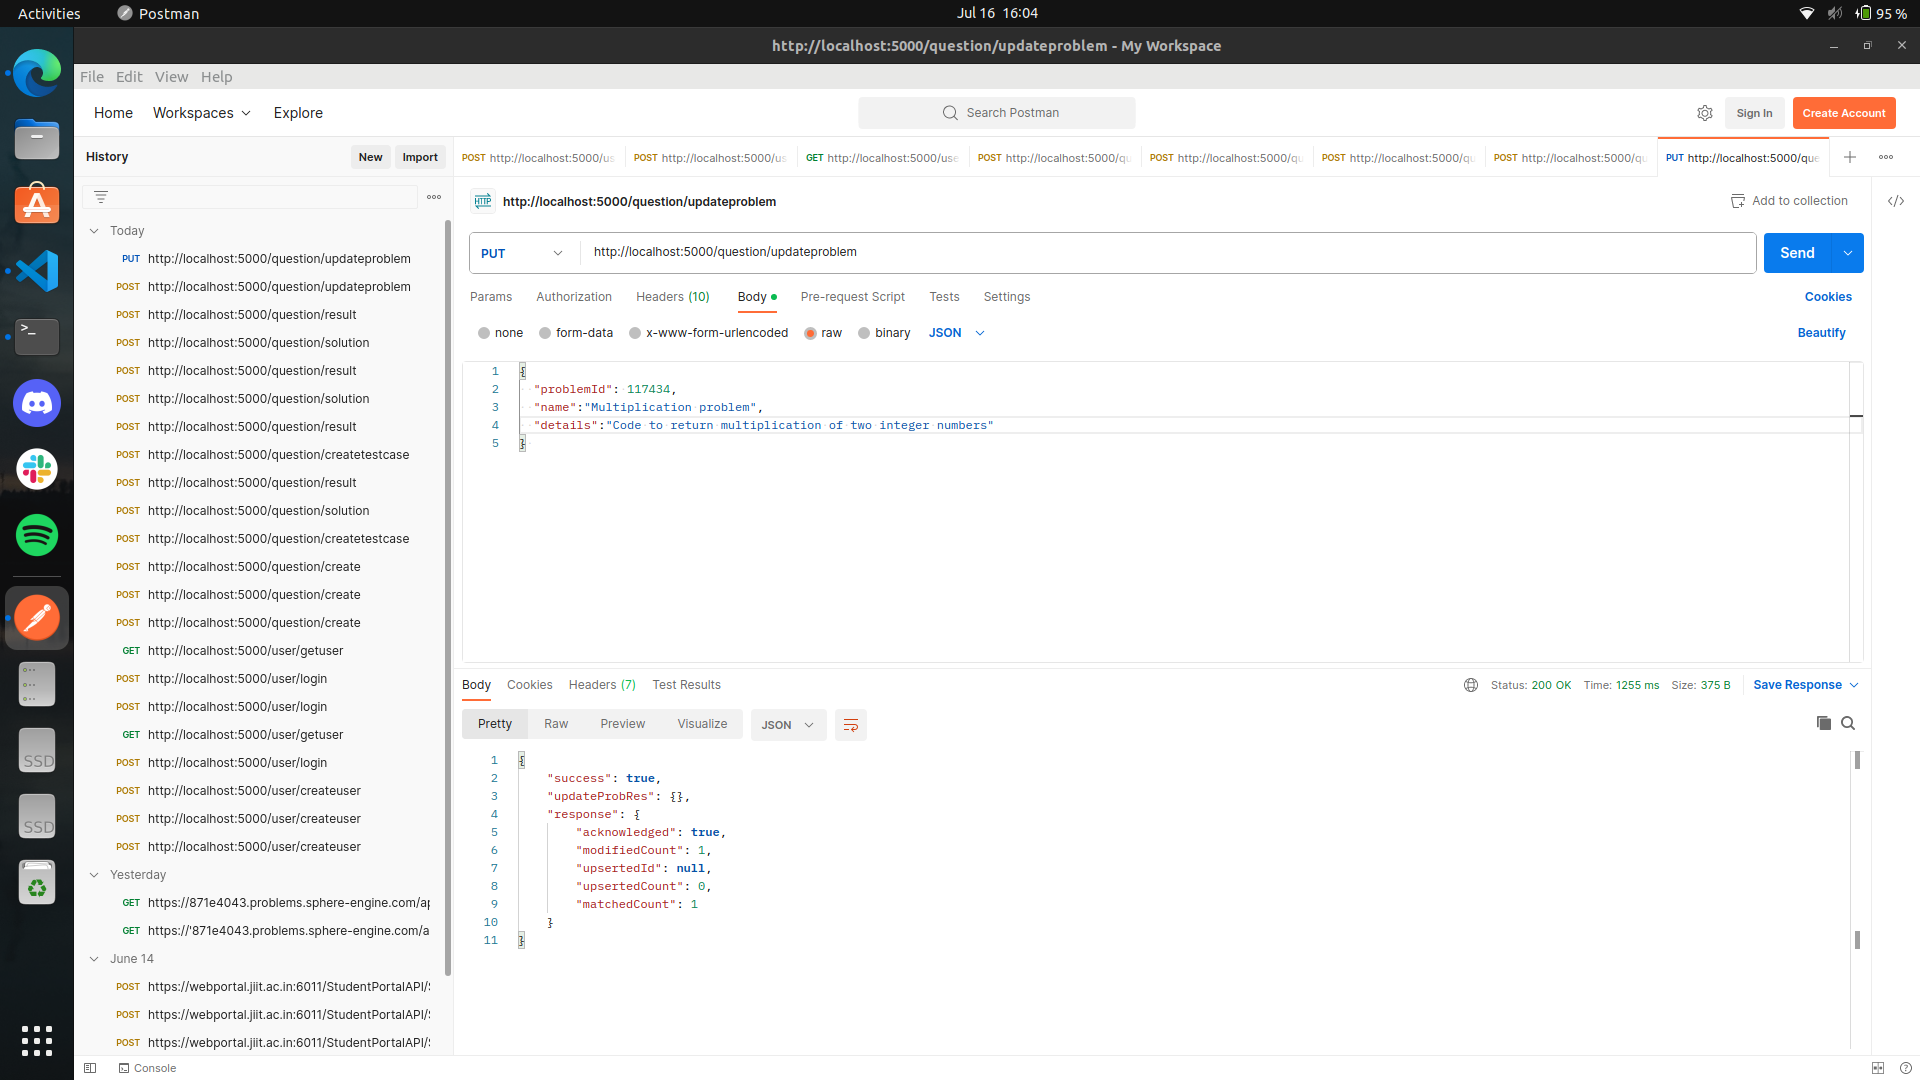 Activities
Postman
Jul 16 16:04
95 %
http://localhost:5000/question/updateproblem - My Workspace
File Edit View Help
Home Workspaces Explore
Search Postman
Sign In
Create Account
History
New
Import
POST http://localhost:5000/us
POST http://localhost:5000/us
GET http://localhost:5000/use
POST http://localhost:5000/qu
POST http://localhost:5000/qu
POST http://localhost:5000/qu
POST http://localhost:5000/qu
PUT http://localhost:5000/que
Today
PUT http://localhost:5000/question/updateproblem
POST http://localhost:5000/question/updateproblem
POST http://localhost:5000/question/result
POST http://localhost:5000/question/solution
POST http://localhost:5000/question/result
POST http://localhost:5000/question/solution
POST http://localhost:5000/question/result
POST http://localhost:5000/question/createtestcase
POST http://localhost:5000/question/result
POST http://localhost:5000/question/solution
POST http://localhost:5000/question/createtestcase
POST http://localhost:5000/question/create
POST http://localhost:5000/question/create
POST http://localhost:5000/question/create
GET http://localhost:5000/user/getuser
POST http://localhost:5000/user/login
POST http://localhost:5000/user/login
GET http://localhost:5000/user/getuser
POST http://localhost:5000/user/login
POST http://localhost:5000/user/createuser
POST http://localhost:5000/user/createuser
POST http://localhost:5000/user/createuser
Yesterday
GET https://871e4043.problems.sphere-engine.com/ap
GET https://'871e4043.problems.sphere-engine.com/a
June 14
POST https://webportal.jiit.ac.in:6011/StudentPortalAPI/
POST https://webportal.jiit.ac.in:6011/StudentPortalAPI/
POST https://webportal.jiit.ac.in:6011/StudentPortalAPI/
HTTP http://localhost:5000/question/updateproblem
Add to collection
</>
PUT http://localhost:5000/question/updateproblem
Send
Params Authorization Headers (10) Body Pre-request Script Tests Settings
Cookies
none form-data x-www-form-urlencoded raw binary JSON
Beautify
1 {
2 "problemId": 117434,
3 "name":"Multiplication problem",
4 "details":"Code to return multiplication of two integer numbers"
5 }
Body Cookies Headers (7) Test Results
Status: 200 OK Time: 1255 ms Size: 375 B
Save Response
Pretty Raw Preview Visualize JSON
1 {
2 "success": true,
3 "updateProbRes": {},
4 "response": {
5 "acknowledged": true,
6 "modifiedCount": 1,
7 "upsertedId": null,
8 "upsertedCount": 0,
9 "matchedCount": 1
10 }
11 }
SSD
SSD
Console